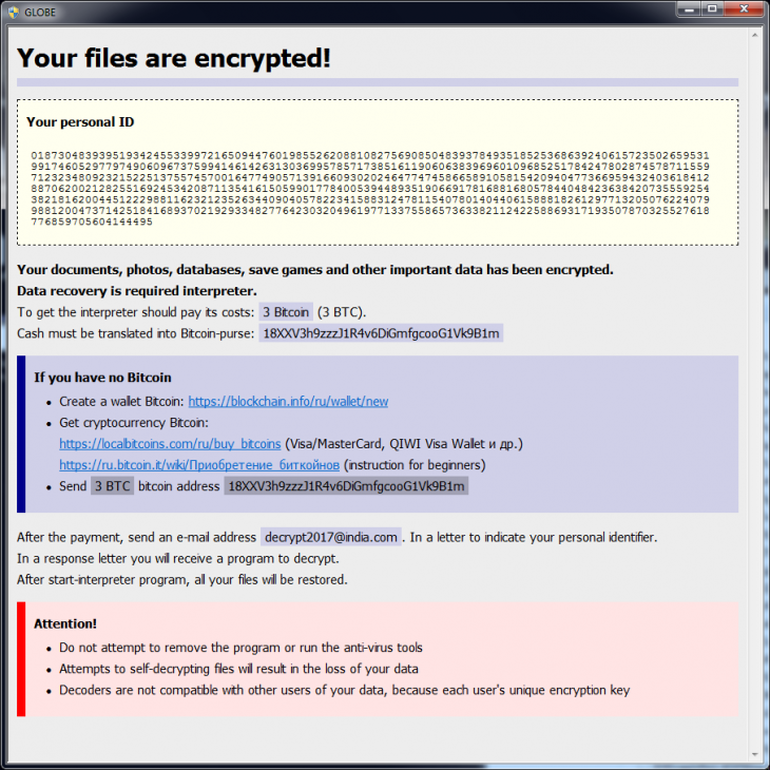 GLOBE
Your files are encrypted!
Your personal ID
Your documents, photos, databases, save games and other important data has been encrypted.
Data recovery is required interpreter.
To get the interpreter should pay its costs: 3 Bitcoin (3 BTC).
Cash must be translated into Bitcoin-purse: 18XXV3h9zzzJ1R4v6DiGmfgcooG1Vk9B1m
If you have no Bitcoin
• Create a wallet Bitcoin: https://blockchain.info/ru/wallet/new
• Get cryptocurrency Bitcoin:
https://localbitcoins.com/ru/buy_bitcoins (Visa/MasterCard, QIWI Visa Wallet и др.)
https://ru.bitcoin.it/wiki/Приобретение_биткойнов (instruction for beginners)
• Send 3 BTC bitcoin address 18XXV3h9zzzJ1R4v6DiGmfgcooG1Vk9B1m
After the payment, send an e-mail address decrypt2017@india.com. In a letter to indicate your personal identifier.
In a response letter you will receive a program to decrypt.
After start-interpreter program, all your files will be restored.
Attention!
• Do not attempt to remove the program or run the anti-virus tools
• Attempts to self-decrypting files will result in the loss of your data
• Decoders are not compatible with other users of your data, because each user's unique encryption key